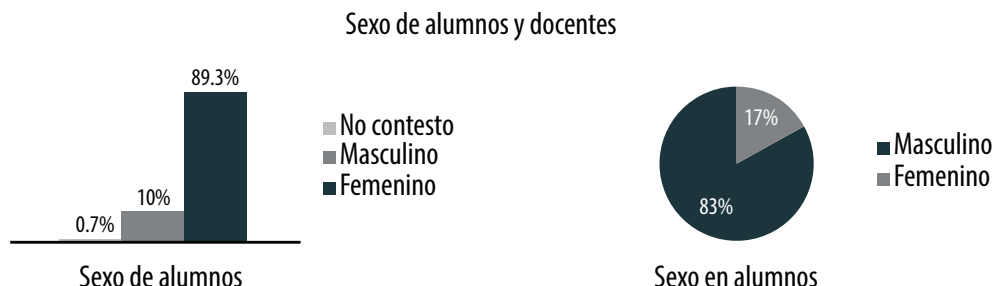 Sexo de alumnos y docentes
89.3%
10%
0.7%
No contesto
Masculino
Femenino
Sexo de alumnos
17%
83%
Masculino
Femenino
Sexo en alumnos